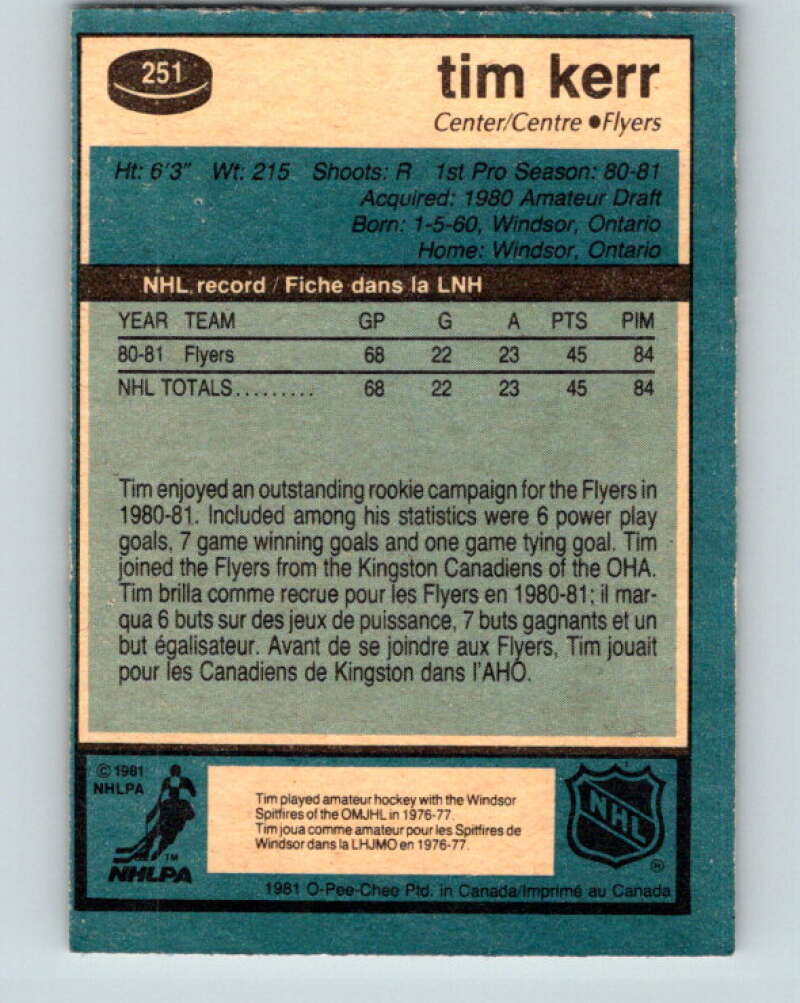 251
tim kerr
Center/Centre ●Flyers
Ht: 6'3" Wt: 215 Shoots: R 1st Pro Season: 80-81
Acquired: 1980 Amateur Draft
Born: 1-5-60, Windsor, Ontario
Home: Windsor, Ontario
NHL record / Fiche dans la LNH
YEAR TEAM GP G A PTS PIM
80-81 Flyers 68 22 23 45 84
NHL TOTALS......... 68 22 23 45 84
Tim enjoyed an outstanding rookie campaign for the Flyers in
1980-81. Included among his statistics were 6 power play
goals, 7 game winning goals and one game tying goal. Tim
joined the Flyers from the Kingston Canadiens of the OHA.
Tim brilla comme recrue pour les Flyers en 1980-81; il mar-
qua 6 buts sur des jeux de puissance, 7 buts gagnants et un
but égalisateur. Avant de se joindre aux Flyers, Tim jouait
pour les Canadiens de Kingston dans l'AHO.
© 1981
NHLPA
TM
NHLPA
Tim played amateur hockey with the Windsor
Spitfires of the OMJHL in 1976-77.
Tim joua comme amateur pour les Spitfires de
Windsor dans la LHJMO en 1976-77.
NHL
®
1981 O-Pee-Chee Ptd. in Canada/Imprimé au Canada